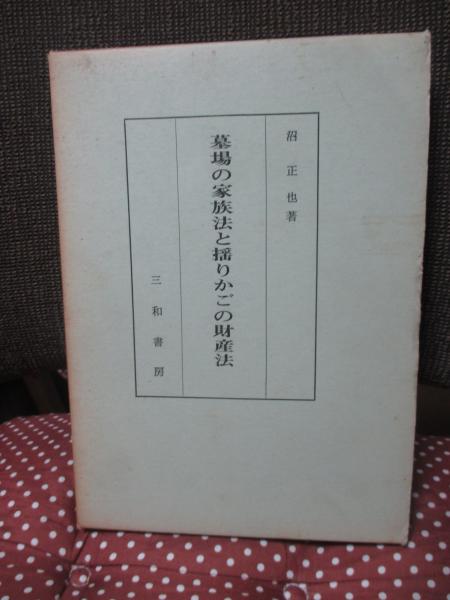 沼正也著
墓場の家族法と揺りかごの財産法
三和書房